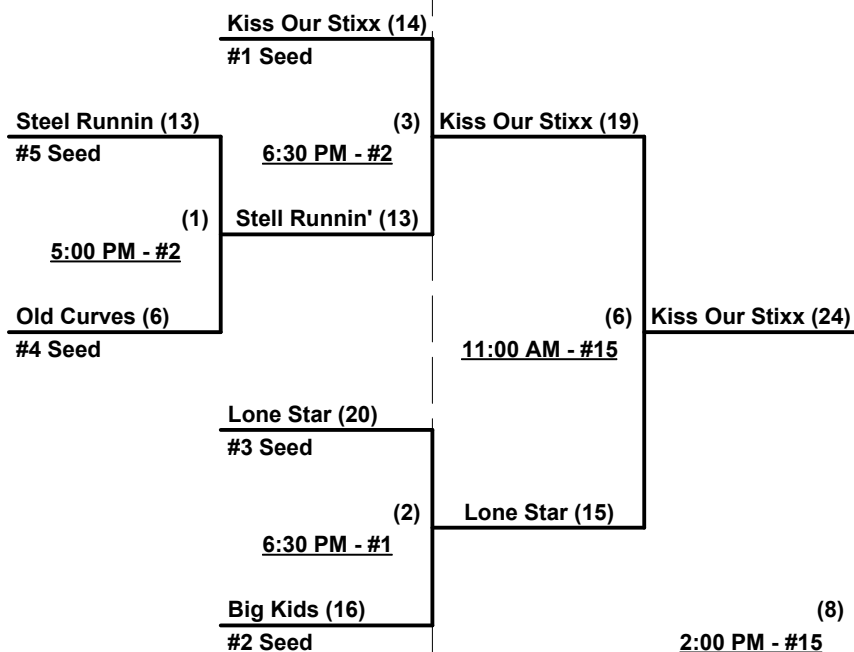 Kiss Our Stixx (14)
#1 Seed
Steel Runnin (13)
#5 Seed
(3)
6:30 PM - #2
Kiss Our Stixx (19)
(1)
5:00 PM - #2
Stell Runnin' (13)
Old Curves (6)
#4 Seed
(6)
11:00 AM - #15
Kiss Our Stixx (24)
Lone Star (20)
#3 Seed
(2)
6:30 PM - #1
Lone Star (15)
Big Kids (16)
#2 Seed
(8)
2:00 PM - #15